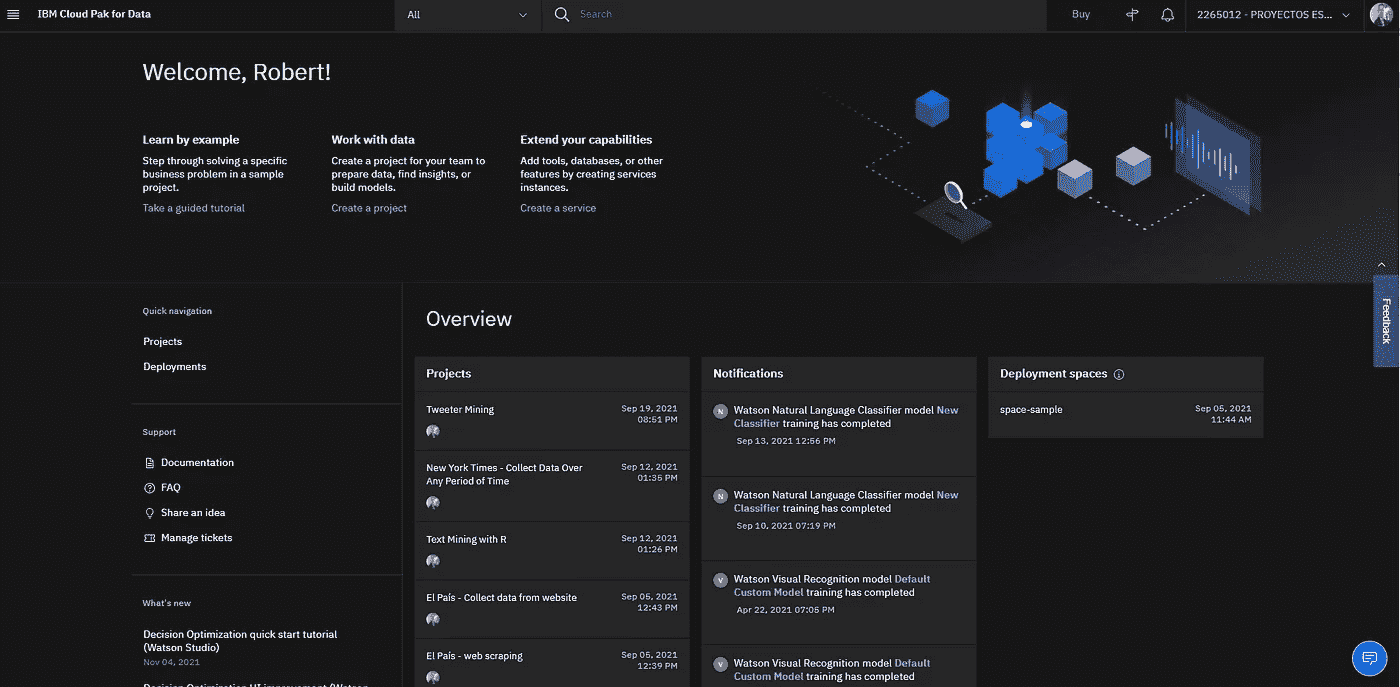 IBM Cloud Pak for Data
All
Search
Buy
2265012 - PROYECTOS ES...
Welcome, Robert!
Learn by example
Step through solving a specific
business problem in a sample
project.
Take a guided tutorial
Work with data
Create a project for your team to
prepare data, find insights, or
build models.
Create a project
Extend your capabilities
Add tools, databases, or other
features by creating services
instances.
Create a service
Feedback
Quick navigation
Projects
Deployments
Support
Documentation
FAQ
Share an idea
Manage tickets
What's new
Decision Optimization quick start tutorial
(Watson Studio)
Nov 04, 2021
Decision Optimization UI improvement (Watson
Overview
Projects
Tweeter Mining
Sep 19, 2021
08:51 PM
New York Times - Collect Data Over
Any Period of Time
Sep 12, 2021
01:35 PM
Text Mining with R
Sep 12, 2021
01:26 PM
El País - Collect data from website
Sep 05, 2021
12:43 PM
El País - web scraping
Sep 05, 2021
12:39 PM
Notifications
N
Watson Natural Language Classifier model New
Classifier training has completed
Sep 13, 2021 12:56 PM
N
Watson Natural Language Classifier model New
Classifier training has completed
Sep 10, 2021 07:19 PM
V
Watson Visual Recognition model Default
Custom Model training has completed
Apr 22, 2021 07:05 PM
V
Watson Visual Recognition model Default
Custom Model training has completed
Deployment spaces
space-sample
Sep 05, 2021
11:44 AM